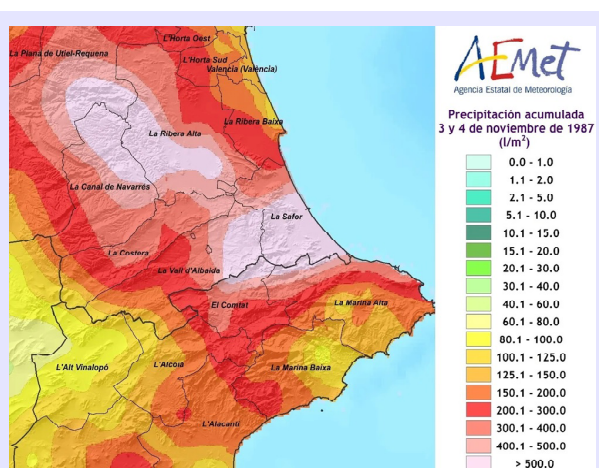 L'Horta Oest
La Plana de Utiel-Requena
L'Horta Sud
Valencia (València)
La Ribera Baixa
La Ribera Alta
La Canal de Navarrés
La Safor
La Costera
La Vall d'Albaida
El Comtat
La Marina Alta
L'Alt Vinalopó
L'Alcoià
La Marina Baixa
L'Alacantí
AEMet
Agencia Estatal de Meteorología
Precipitación acumulada
3 y 4 de noviembre de 1987
(l/m²)
0.0 - 1.0
1.1 - 2.0
2.1 - 5.0
5.1 - 10.0
10.1 - 15.0
15.1 - 20.0
20.1 - 30.0
30.1 - 40.0
40.1 - 60.0
60.1 - 80.0
80.1 - 100.0
100.1 - 125.0
125.1 - 150.0
150.1 - 200.0
200.1 - 300.0
300.1 - 400.0
400.1 - 500.0
> 500.0